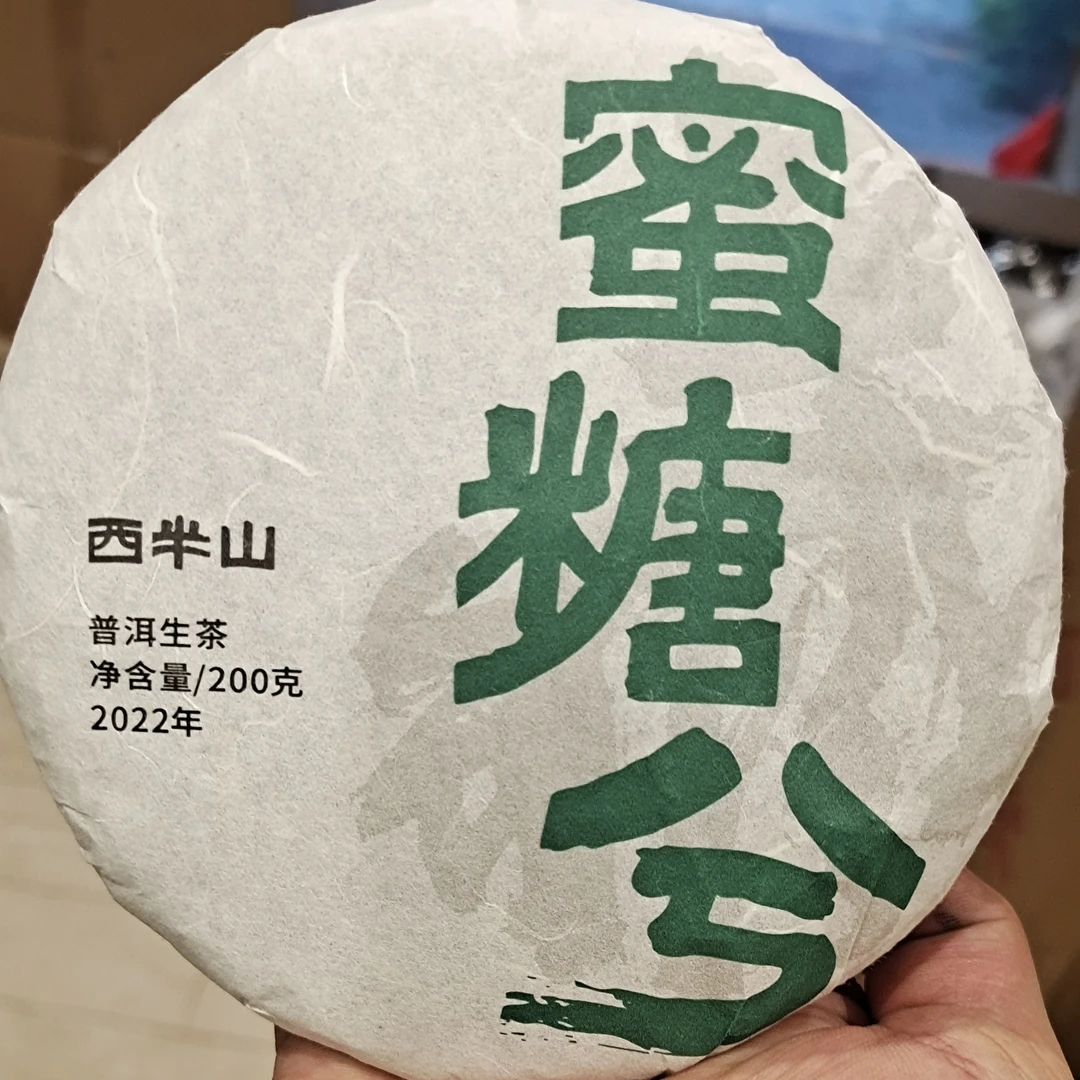 蜜糖兮
西半山
普洱生茶
净含量/200克
2022年